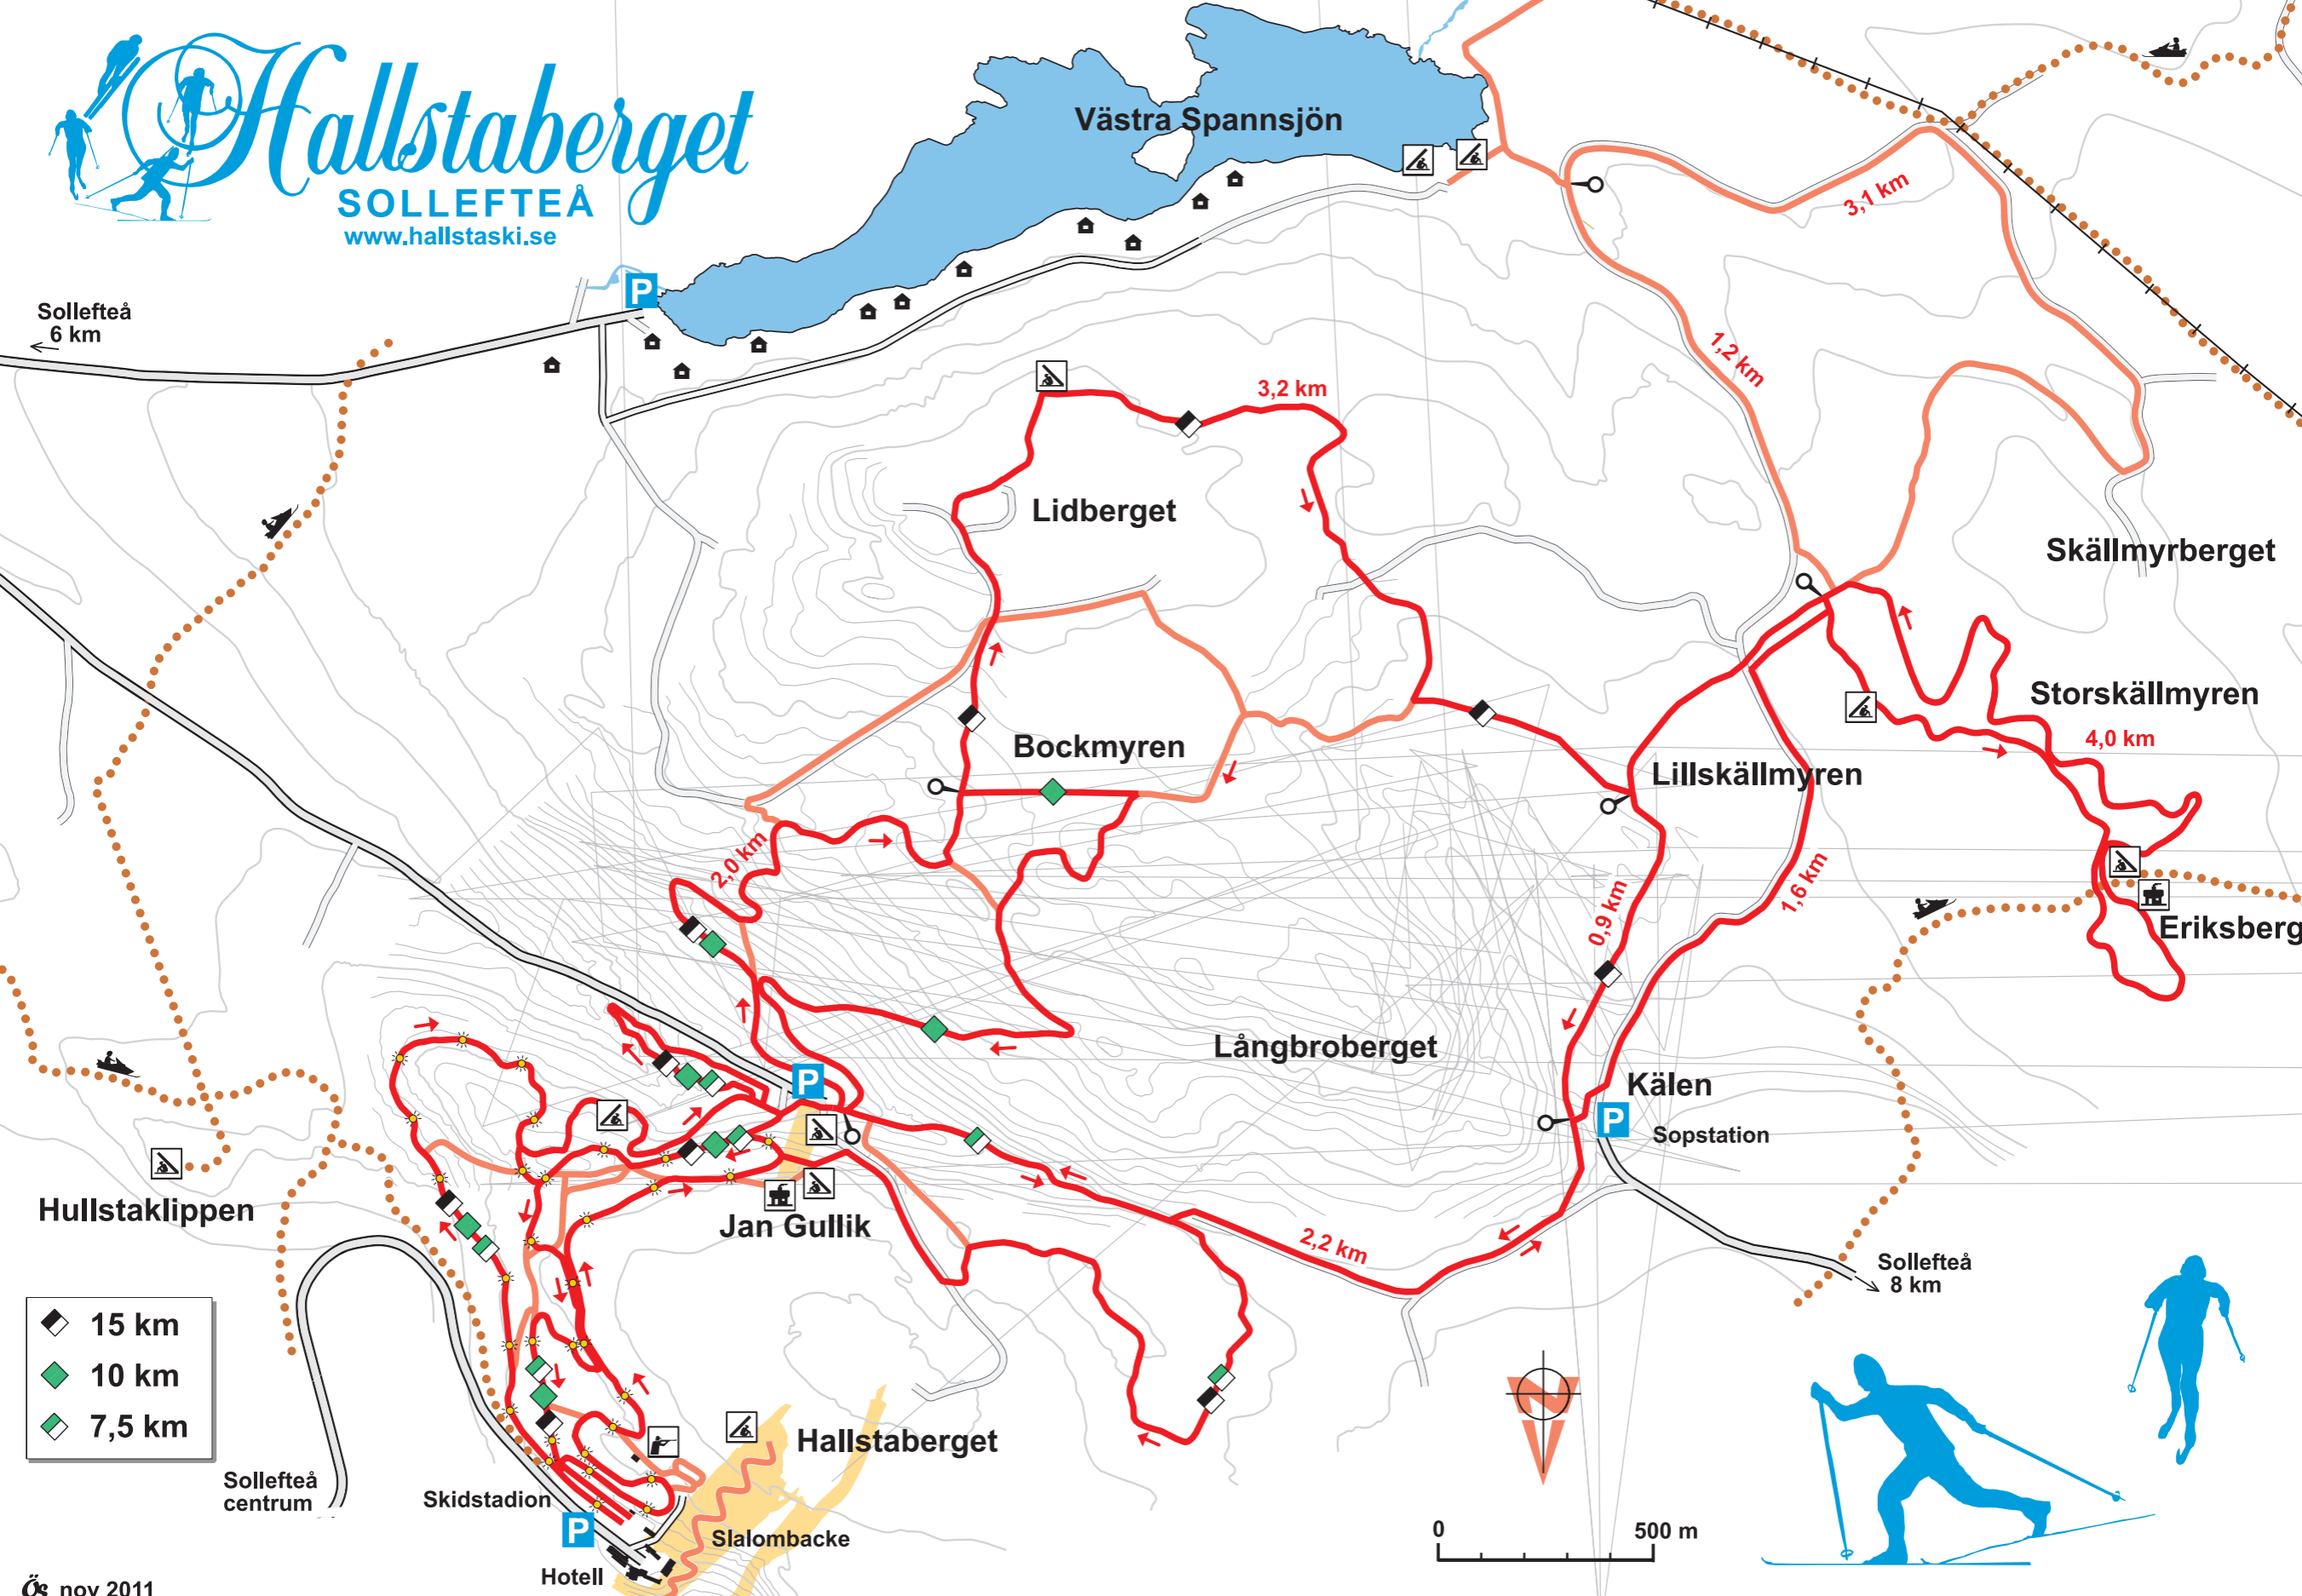 Hallstaberget
SOLLEFTEÅ
www.hallstaski.se
Västra Spannsjön
3,1 km
Sollefteå
6 km
P
1,2 km
3,2 km
Lidberget
Skällmyrberget
Storskällmyren
4,0 km
Bockmyren
Lillskällmyren
2,0 km
0,9 km
1,6 km
Eriksberg
Långbroberget
P
Kälen
P
Sopstation
Hullstaklippen
Jan Gullik
2,2 km
Sollefteå
8 km
15 km
10 km
7,5 km
N
Hallstaberget
Sollefteå
centrum
Skidstadion
P
Slalombacke
Hotell
0
500 m
Ös nov 2011